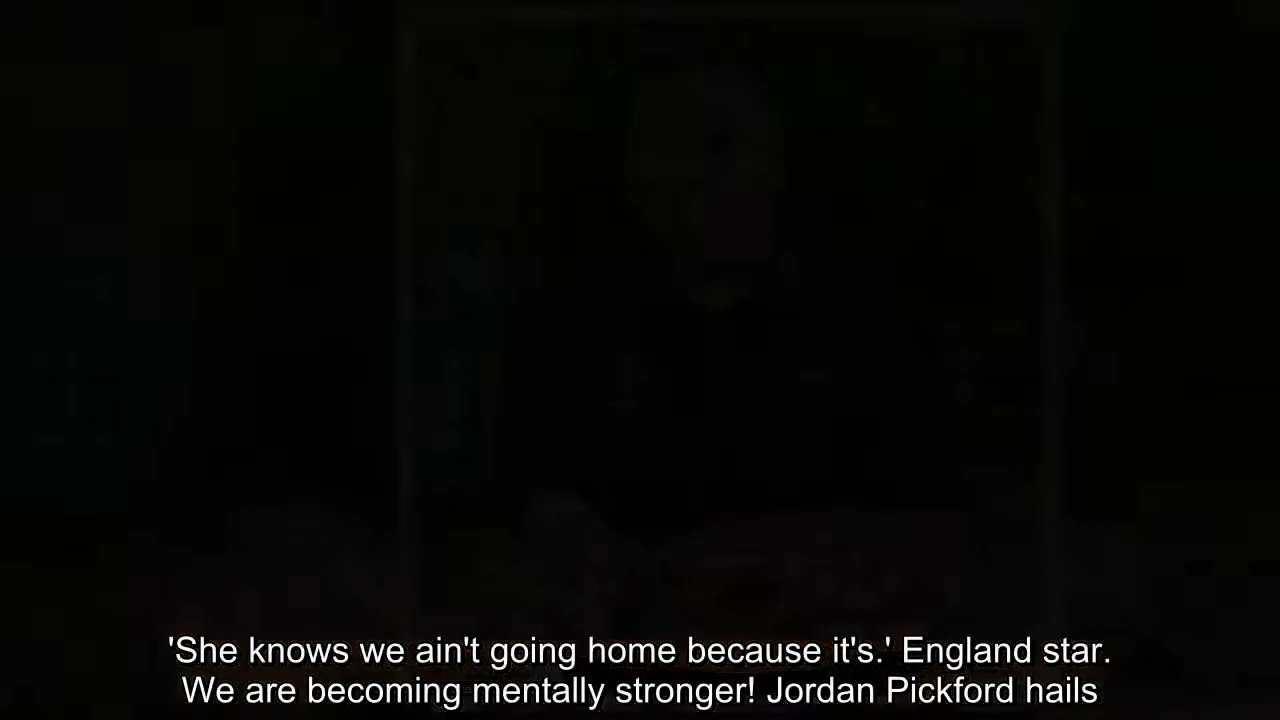 'She knows we ain't going home because it's.' England star.
We are becoming mentally stronger! Jordan Pickford hails